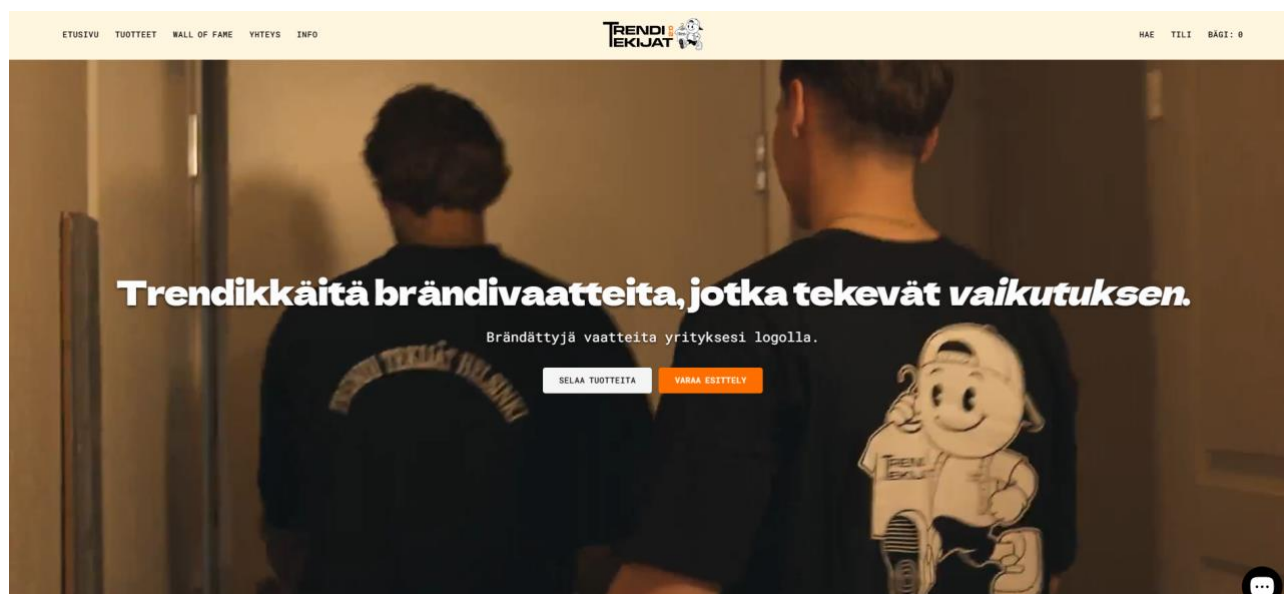 ETUSIVU TUOTTEET WALL OF FAME YHTEYS INFO
TRENDI
TEKIJAT
HAE TILI BÄGI: 0
Trendikkäitä brändivaatteita, jotka tekevät vaikutuksen.
Brändättyjä vaatteita yrityksesi logolla.
SELAA TUOTTEITA VARAA ESITTELY
TRENDI TEKIJÄT HELSINKI